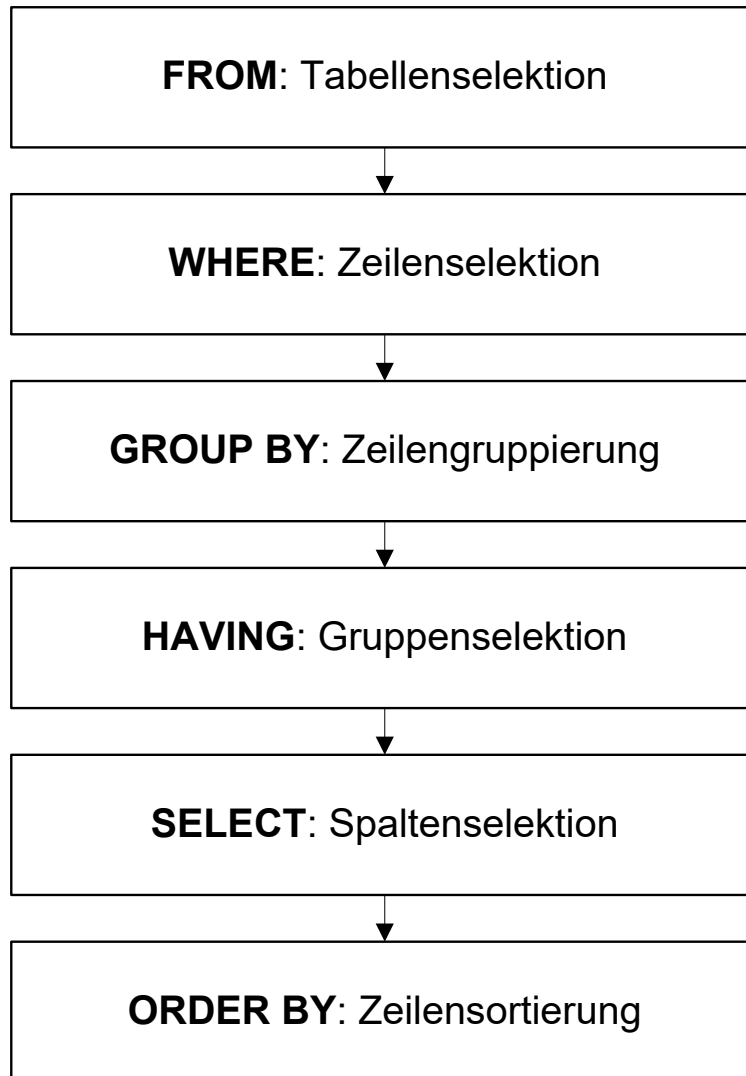 FROM: Tabellenselektion
WHERE: Zeilenselektion
GROUP BY: Zeilengruppierung
HAVING: Gruppenselektion
SELECT: Spaltenselektion
ORDER BY: Zeilensortierung